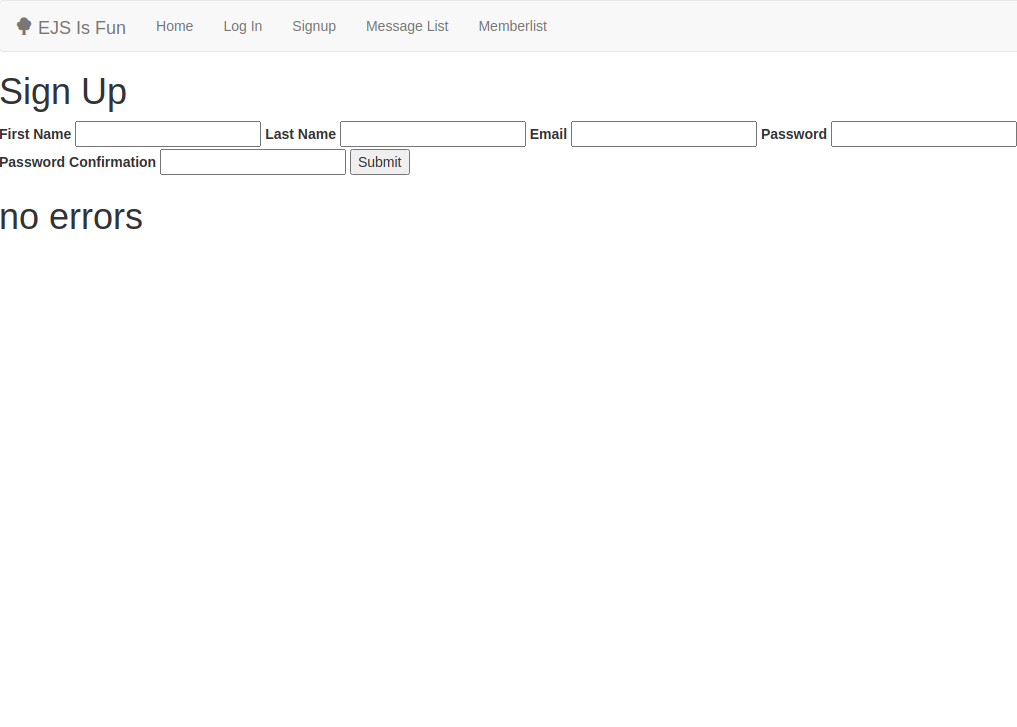 EJS Is Fun Home Log In Signup Message List Memberlist
Sign Up
First Name Last Name Email Password
Password Confirmation Submit
no errors